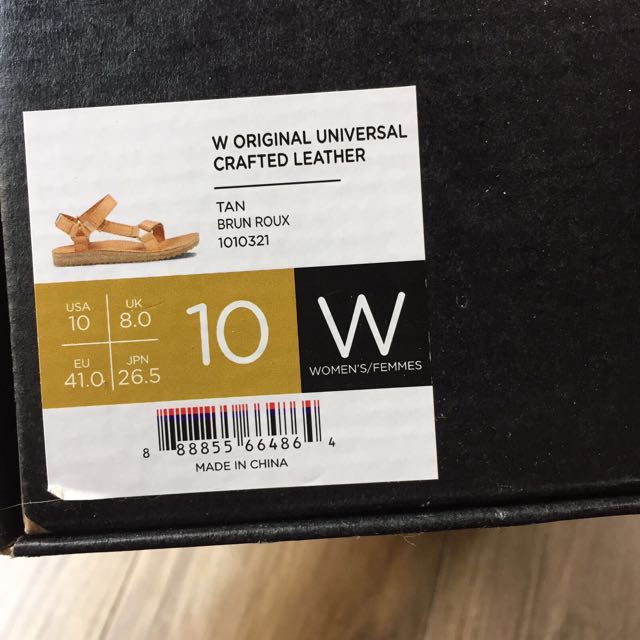 W ORIGINAL UNIVERSAL
CRAFTED LEATHER
TAN
BRUN ROUX
1010321
USA
10
UK
8.0
EU
41.0
JPN
26.5
10
W
WOMEN'S/FEMMES
8 88855 66486 4
MADE IN CHINA